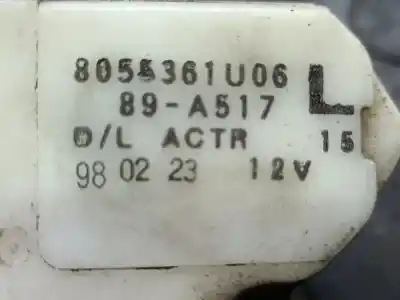 8055361U06
89-A517 L
D/L ACTR 15
98 02 23 12V